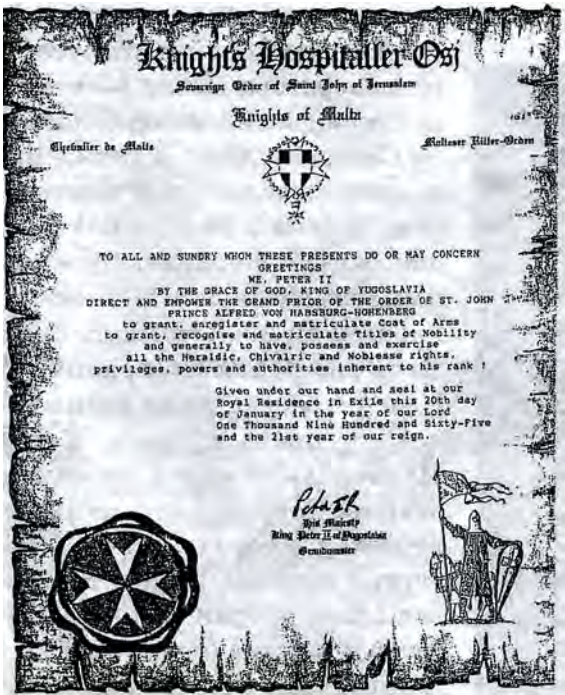 Knights Hospitaller Osj
Sovereign Order of Saint John of Jerusalem
Knights of Malta
Chevalier de Malte
Malteser Ritter-Orden
TO ALL AND SUNDRY WHOM THESE PRESENTS DO OR MAY CONCERN
GREETINGS
WE, PETER II
BY THE GRACE OF GOD, KING OF YUGOSLAVIA
DIRECT AND EMPOWER THE GRAND PRIOR OF THE ORDER OF ST. JOHN
PRINCE ALFRED VON HABSBURG-HOHENBERG
to grant, enregister and matriculate Coat of Arms
to grant, recognise and matriculate Titles of Nobility
and generally to have, possess and exercise
all the Heraldic, Chivalric and Noblesse rights,
privileges, powers and authorities inherent to his rank !
Given under our hand and seal at our
Royal Residence in Exile this 20th day
of January in the year of our Lord
One Thousand Nine Hundred and Sixty-Five
and the 21st year of our reign.
Peter II R
His Majesty
King Peter II of Yugoslavia
Grandmaster